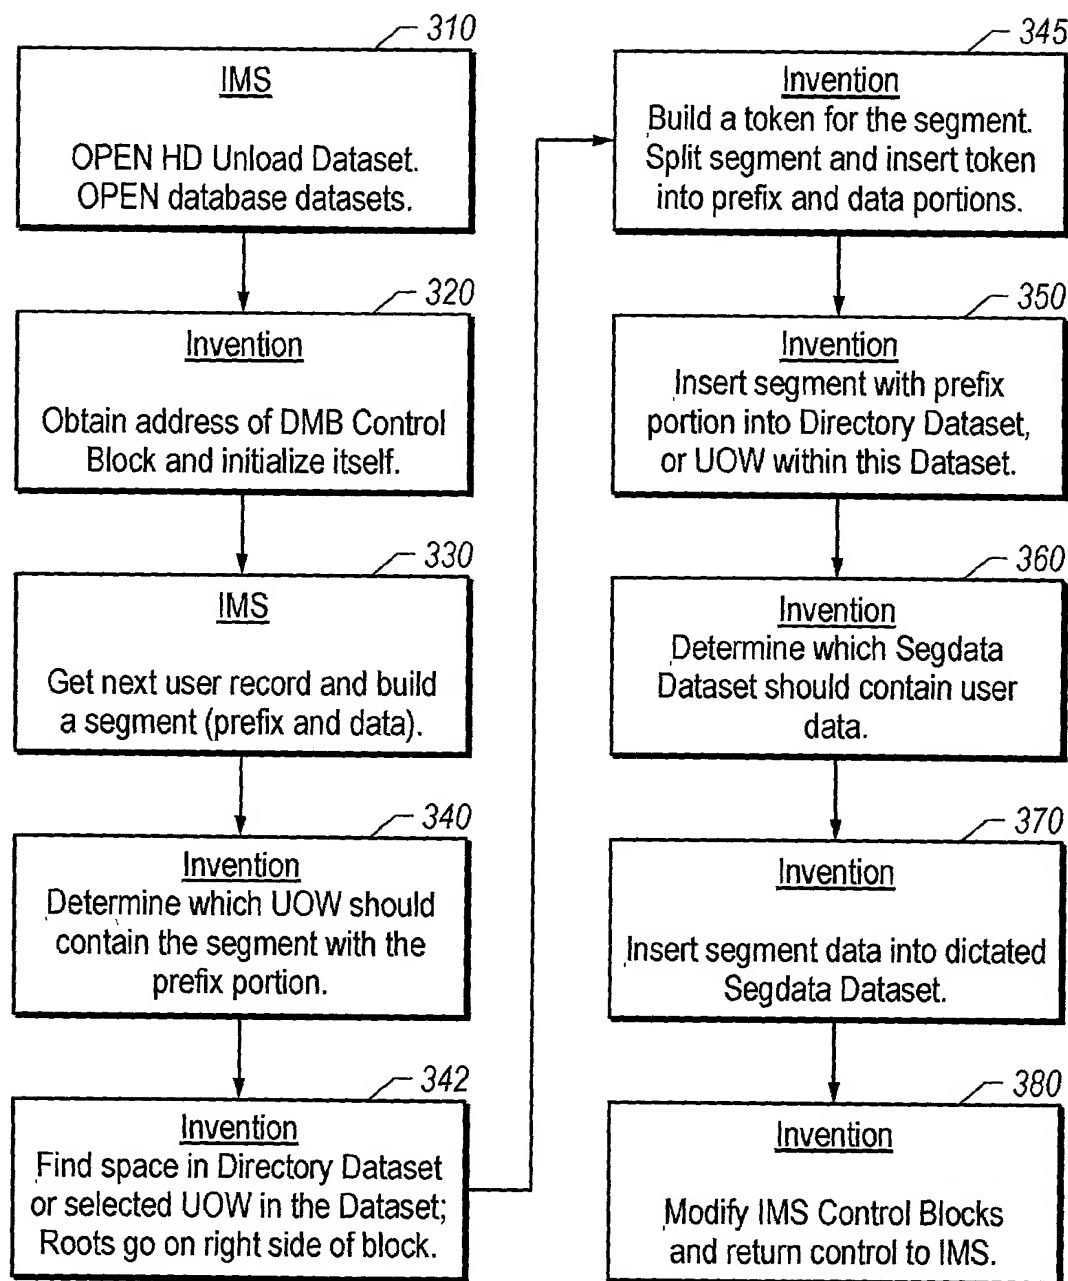 310
IMS
OPEN HD Unload Dataset.
OPEN database datasets.
320
Invention
Obtain address of DMB Control
Block and initialize itself.
330
IMS
Get next user record and build
a segment (prefix and data).
340
Invention
Determine which UOW should
contain the segment with the
prefix portion.
342
Invention
Find space in Directory Dataset
or selected UOW in the Dataset;
Roots go on right side of block.
345
Invention
Build a token for the segment.
Split segment and insert token
into prefix and data portions.
350
Invention
Insert segment with prefix
portion into Directory Dataset,
or UOW within this Dataset.
360
Invention
Determine which Segdata
Dataset should contain user
data.
370
Invention
Insert segment data into dictated
Segdata Dataset.
380
Invention
Modify IMS Control Blocks
and return control to IMS.